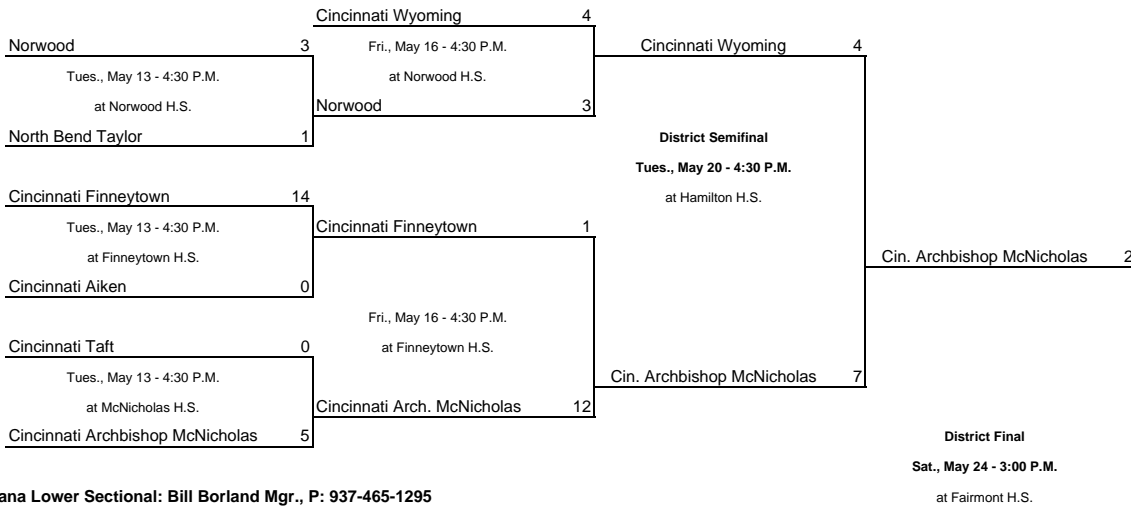 Cincinnati Wyoming 4
Norwood 3 Fri., May 16 - 4:30 P.M. Cincinnati Wyoming 4
Tues., May 13 - 4:30 P.M. at Norwood H.S.
at Norwood H.S. Norwood 3
North Bend Taylor 1 District Semifinal
Tues., May 20 - 4:30 P.M.
Cincinnati Finneytown 14 at Hamilton H.S.
Tues., May 13 - 4:30 P.M. Cincinnati Finneytown 1
at Finneytown H.S. Cin. Archbishop McNicholas 2
Cincinnati Aiken 0
Fri., May 16 - 4:30 P.M.
Cincinnati Taft 0 at Finneytown H.S.
Tues., May 13 - 4:30 P.M. Cin. Archbishop McNicholas 7
at McNicholas H.S. Cincinnati Arch. McNicholas 12
Cincinnati Archbishop McNicholas 5 District Final
Sat., May 24 - 3:00 P.M.
ana Lower Sectional: Bill Borland Mgr., P: 937-465-1295 at Fairmont H.S.